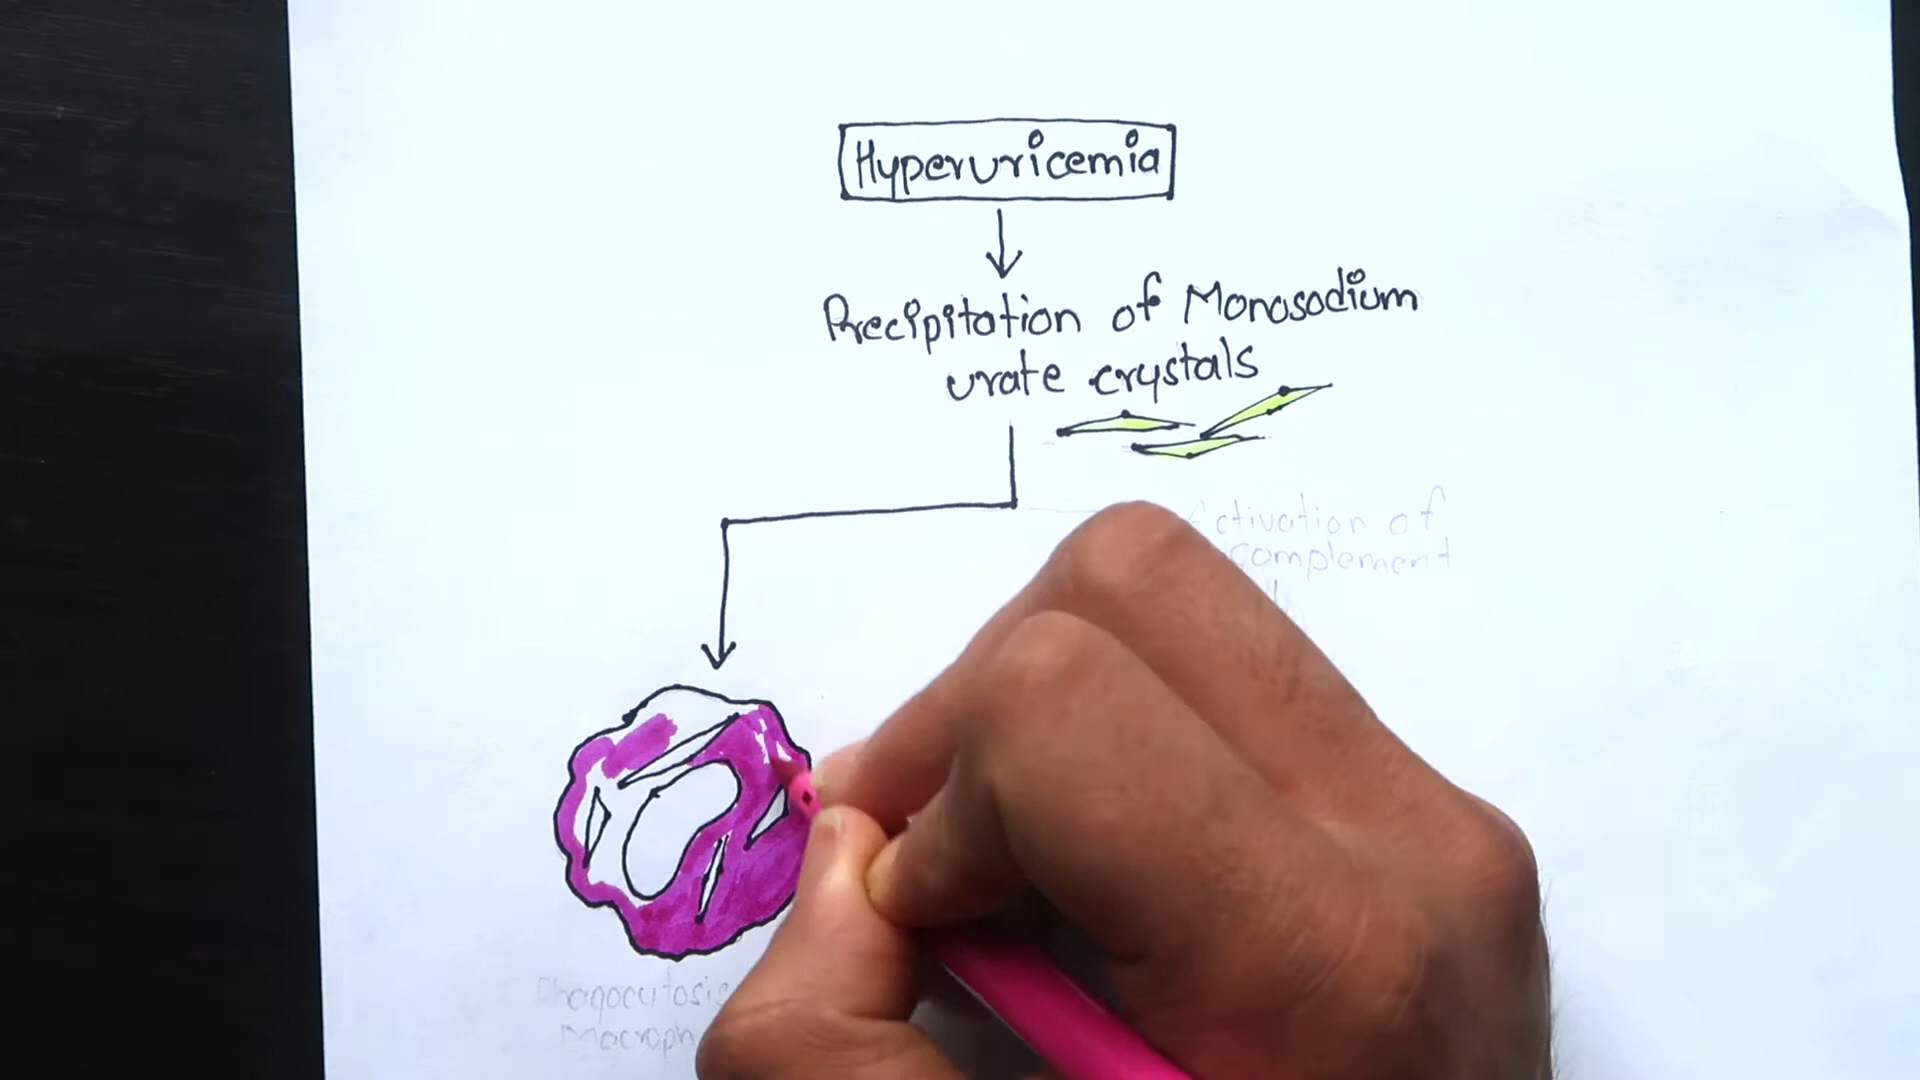 Hyperuricemia
Precipitation of Monosodium
urate crystals
ctivation of
complement
Phagocytosis
Macroph